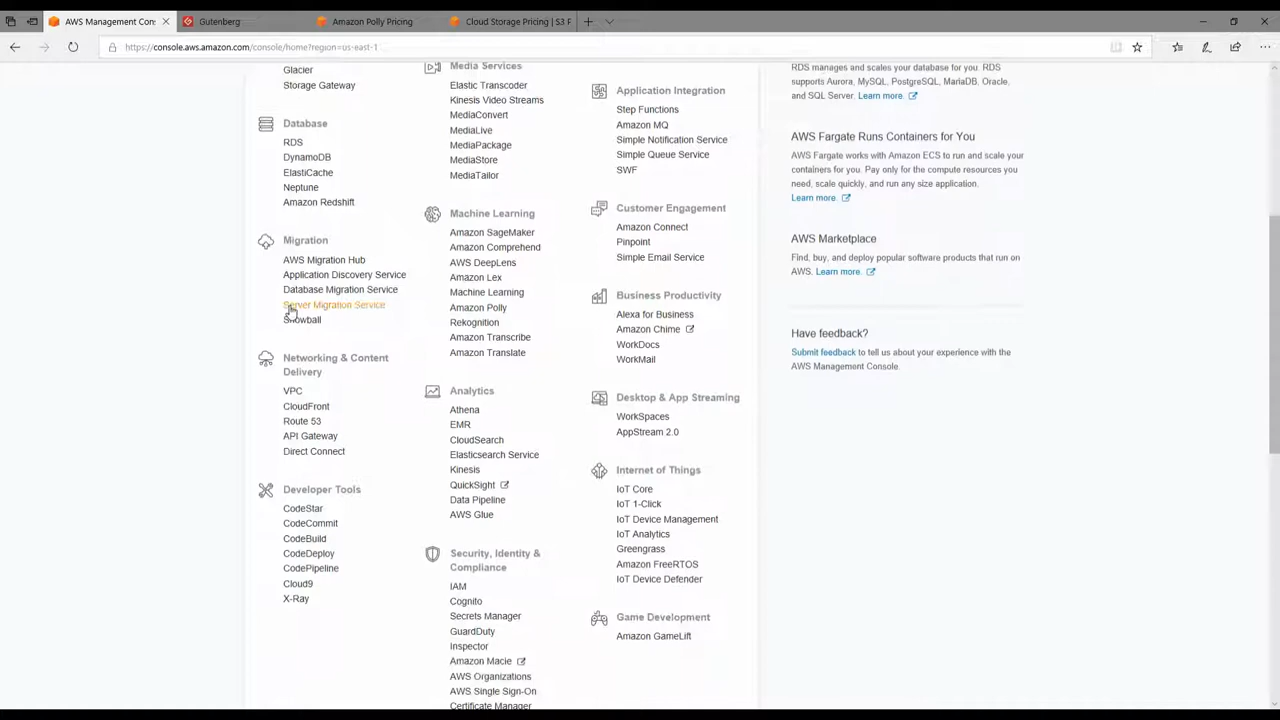 AWS Management Con:
Gutenberg
Amazon Polly Pricing
Cloud Storage Pricing | S3 P
https://console.aws.amazon.com/console/home?region=us-east-1
Glacier
Storage Gateway
Database
RDS
DynamoDB
ElastiCache
Neptune
Amazon Redshift
Migration
AWS Migration Hub
Application Discovery Service
Database Migration Service
Server Migration Service
Snowball
Networking & Content
Delivery
VPC
CloudFront
Route 53
API Gateway
Direct Connect
Developer Tools
CodeStar
CodeCommit
CodeBuild
CodeDeploy
CodePipeline
Cloud9
X-Ray
Media Services
Elastic Transcoder
Kinesis Video Streams
MediaConvert
MediaLive
MediaPackage
MediaStore
MediaTailor
Machine Learning
Amazon SageMaker
Amazon Comprehend
AWS DeepLens
Amazon Lex
Machine Learning
Amazon Polly
Rekognition
Amazon Transcribe
Amazon Translate
Analytics
Athena
EMR
CloudSearch
Elasticsearch Service
Kinesis
QuickSight
Data Pipeline
AWS Glue
Security, Identity &
Compliance
IAM
Cognito
Secrets Manager
GuardDuty
Inspector
Amazon Macie
AWS Organizations
AWS Single Sign-On
Certificate Manager
Application Integration
Step Functions
Amazon MQ
Simple Notification Service
Simple Queue Service
SWF
Customer Engagement
Amazon Connect
Pinpoint
Simple Email Service
Business Productivity
Alexa for Business
Amazon Chime
WorkDocs
WorkMail
Desktop & App Streaming
WorkSpaces
AppStream 2.0
Internet of Things
IoT Core
IoT 1-Click
IoT Device Management
IoT Analytics
Greengrass
Amazon FreeRTOS
IoT Device Defender
Game Development
Amazon GameLift
RDS manages and scales your database for you. RDS
supports Aurora, MySQL, PostgreSQL, MariaDB, Oracle,
and SQL Server. Learn more.
AWS Fargate Runs Containers for You
AWS Fargate works with Amazon ECS to run and scale your
containers for you. Pay only for the compute resources you
need, scale quickly, and run any size application.
Learn more.
AWS Marketplace
Find, buy, and deploy popular software products that run on
AWS. Learn more.
Have feedback?
Submit feedback to tell us about your experience with the
AWS Management Console.